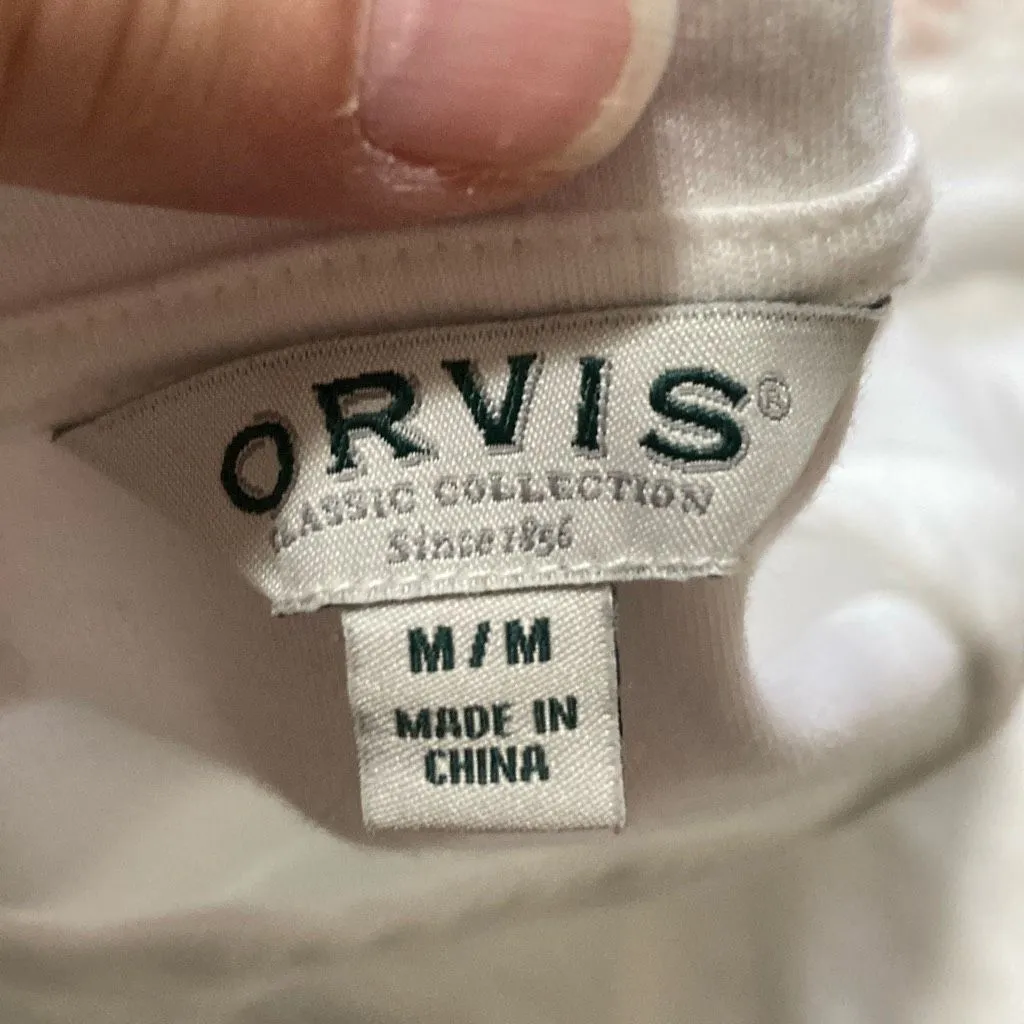 ORVIS®
CLASSIC COLLECTION
Since 1856
M/M
MADE IN
CHINA